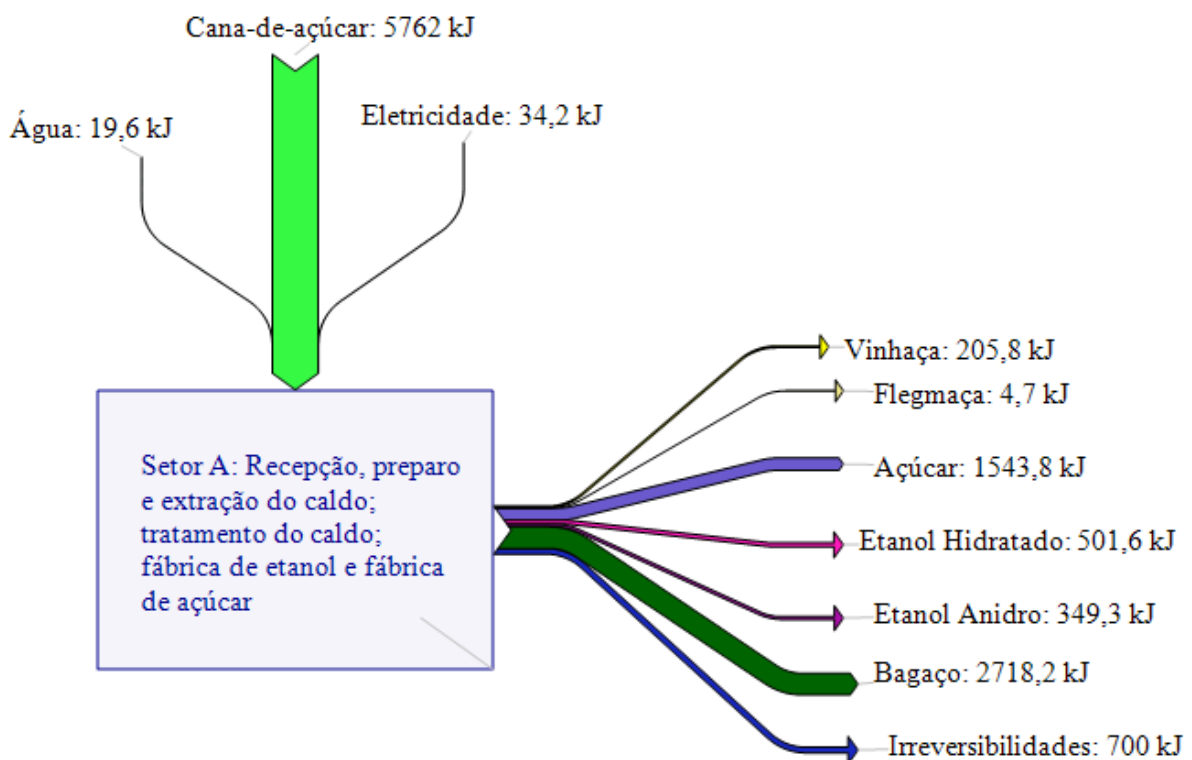 Cana-de-açúcar: 5762 kJ
Água: 19,6 kJ
Eletricidade: 34,2 kJ
Setor A: Recepção, preparo
e extração do caldo;
tratamento do caldo;
fábrica de etanol e fábrica
de açúcar
Vinhaça: 205,8 kJ
Flegmaça: 4,7 kJ
Açúcar: 1543,8 kJ
Etanol Hidratado: 501,6 kJ
Etanol Anidro: 349,3 kJ
Bagaço: 2718,2 kJ
Irreversibilidades: 700 kJ